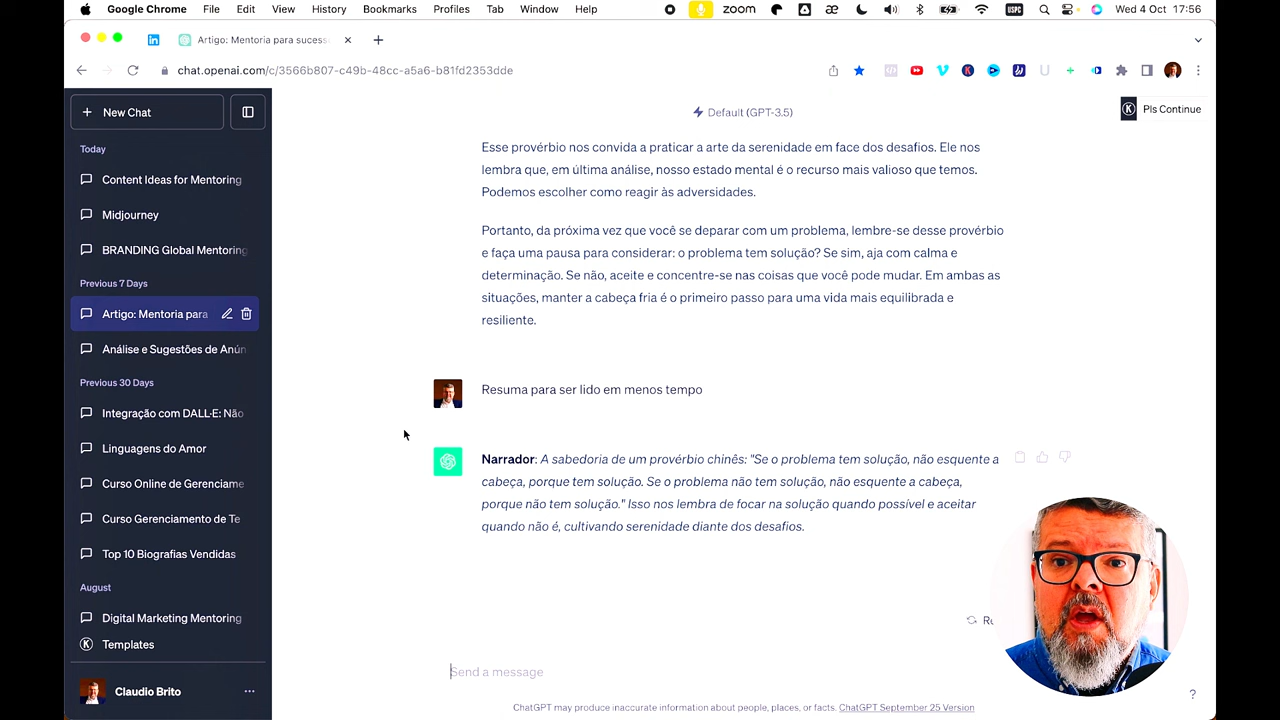 Google Chrome File Edit View History Bookmarks Profiles Tab Window Help zoom æ USPC Wed 4 Oct 17:56
Artigo: Mentoria para sucess
chat.openai.com/c/3566b807-c49b-48cc-a5a6-b81fd2353dde
New Chat
Default (GPT-3.5)
Pls Continue
Today
Content Ideas for Mentoring
Midjourney
BRANDING Global Mentoring
Previous 7 Days
Artigo: Mentoria para
Análise e Sugestões de Anún
Previous 30 Days
Integração com DALL·E: Não
Linguagens do Amor
Curso Online de Gerenciame
Curso Gerenciamento de Te
Top 10 Biografias Vendidas
August
Digital Marketing Mentoring
Templates
Claudio Brito
Esse provérbio nos convida a praticar a arte da serenidade em face dos desafios. Ele nos
lembra que, em última análise, nosso estado mental é o recurso mais valioso que temos.
Podemos escolher como reagir às adversidades.
Portanto, da próxima vez que você se deparar com um problema, lembre-se desse provérbio
e faça uma pausa para considerar: o problema tem solução? Se sim, aja com calma e
determinação. Se não, aceite e concentre-se nas coisas que você pode mudar. Em ambas as
situações, manter a cabeça fria é o primeiro passo para uma vida mais equilibrada e
resiliente.
Resuma para ser lido em menos tempo
Narrador: A sabedoria de um provérbio chinês: "Se o problema tem solução, não esquente a
cabeça, porque tem solução. Se o problema não tem solução, não esquente a cabeça,
porque não tem solução." Isso nos lembra de focar na solução quando possível e aceitar
quando não é, cultivando serenidade diante dos desafios.
Re
Send a message
ChatGPT may produce inaccurate information about people, places, or facts. ChatGPT September 25 Version
?